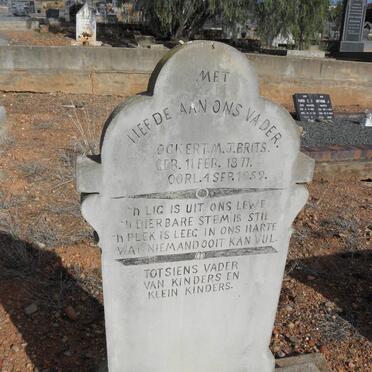 MET
LIEFDE AAN ONS VADER.
OCKERT. M. J. BRITS.
GEB. 11 FEB. 1871.
OORL. 4 SEP. 1959.
'n LIG IS UIT ONS LEWE
'n DIERBARE STEM IS STIL
'n PLEK IS LEEG IN ONS HARTE
WAT NIEMAND OOIT KAN VUL.
TOTSIENS VADER
VAN KINDERS EN
KLEIN KINDERS.